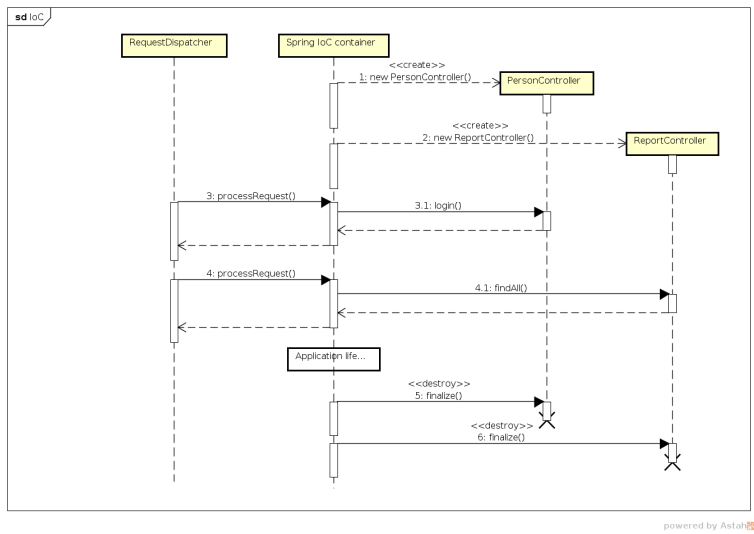 sd IoC
RequestDispatcher
Spring IoC container
<<create>>
1: new PersonController()
PersonController
<<create>>
2: new ReportController()
ReportController
3: processRequest()
3.1: login()
4: processRequest()
4.1: findAll()
Application life...
<<destroy>>
5: finalize()
<<destroy>>
6: finalize()
powered by Astah